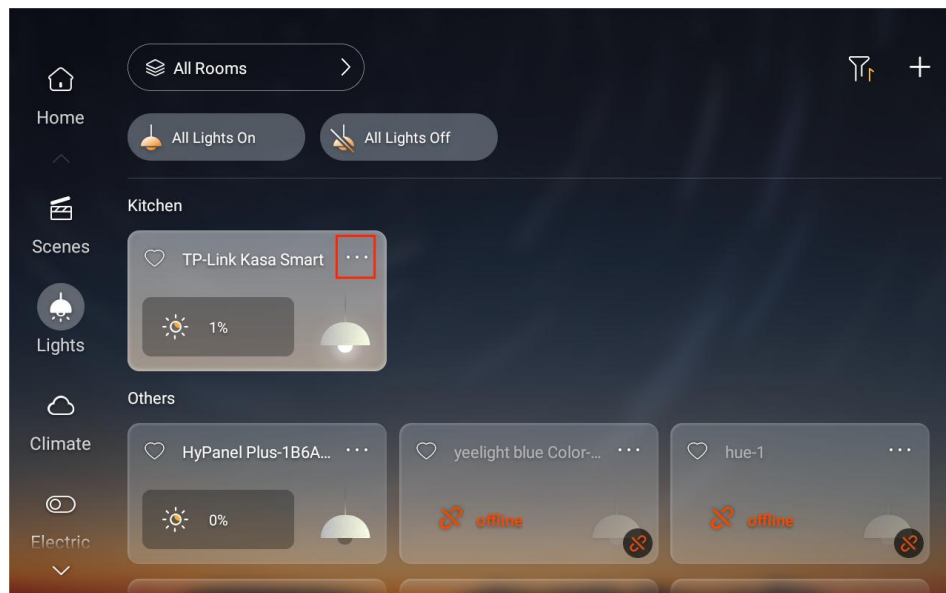 All Rooms
Home
All Lights On
All Lights Off
Kitchen
Scenes
TP-Link Kasa Smart
1%
Lights
Others
Climate
HyPanel Plus-1B6A...
yeelight blue Color-...
hue-1
0%
offline
offline
Electric